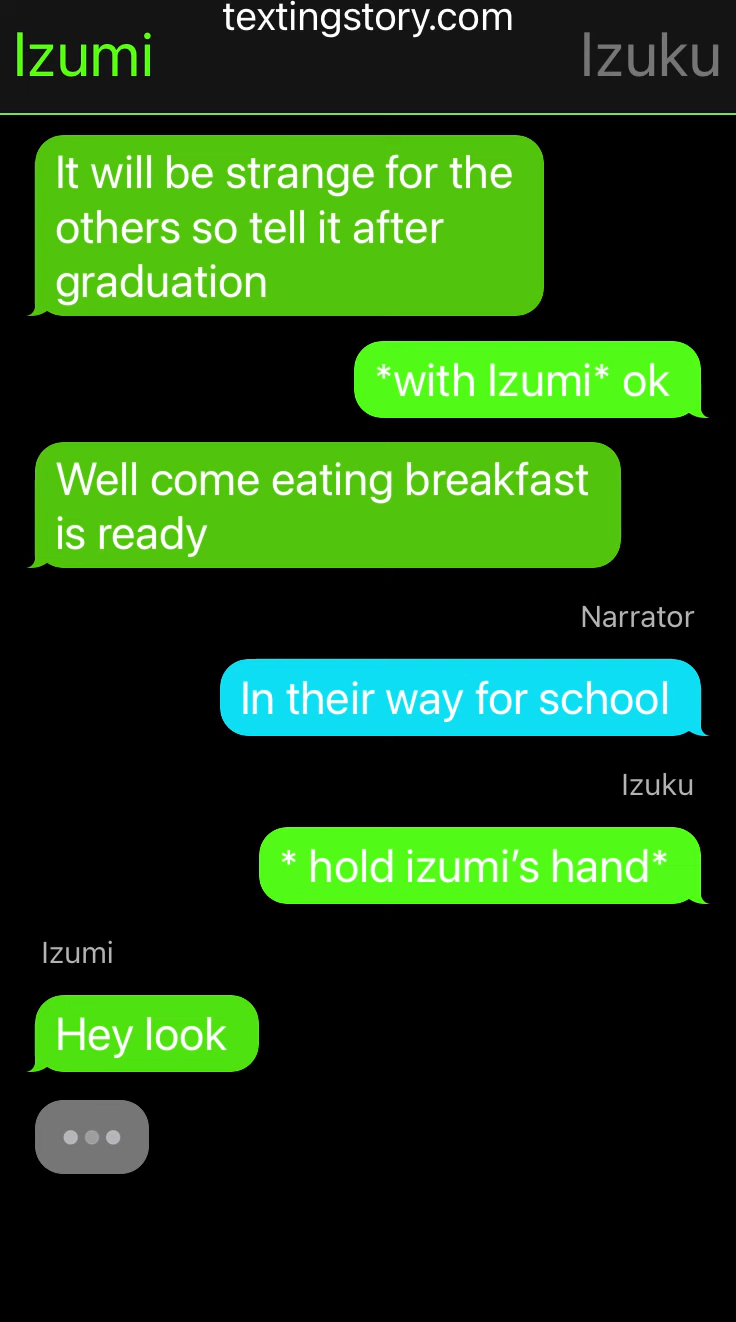 textingstory.com
Izumi
Izuku
It will be strange for the
others so tell it after
graduation
*with Izumi* ok
Well come eating breakfast
is ready
Narrator
In their way for school
Izuku
* hold izumi’s hand*
Izumi
Hey look